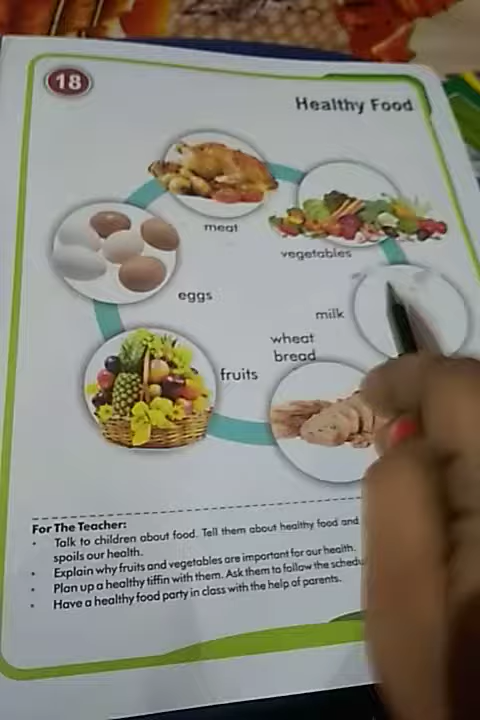 18
Healthy Food
meat
vegetables
eggs
milk
wheat
bread
fruits
For The Teacher:
• Talk to children about food. Tell them about healthy food and
spoils our health.
• Explain why fruits and vegetables are important for our health.
• Plan up a healthy tiffin with them. Ask them to follow the
• Have a healthy food party in class with the help of parents.